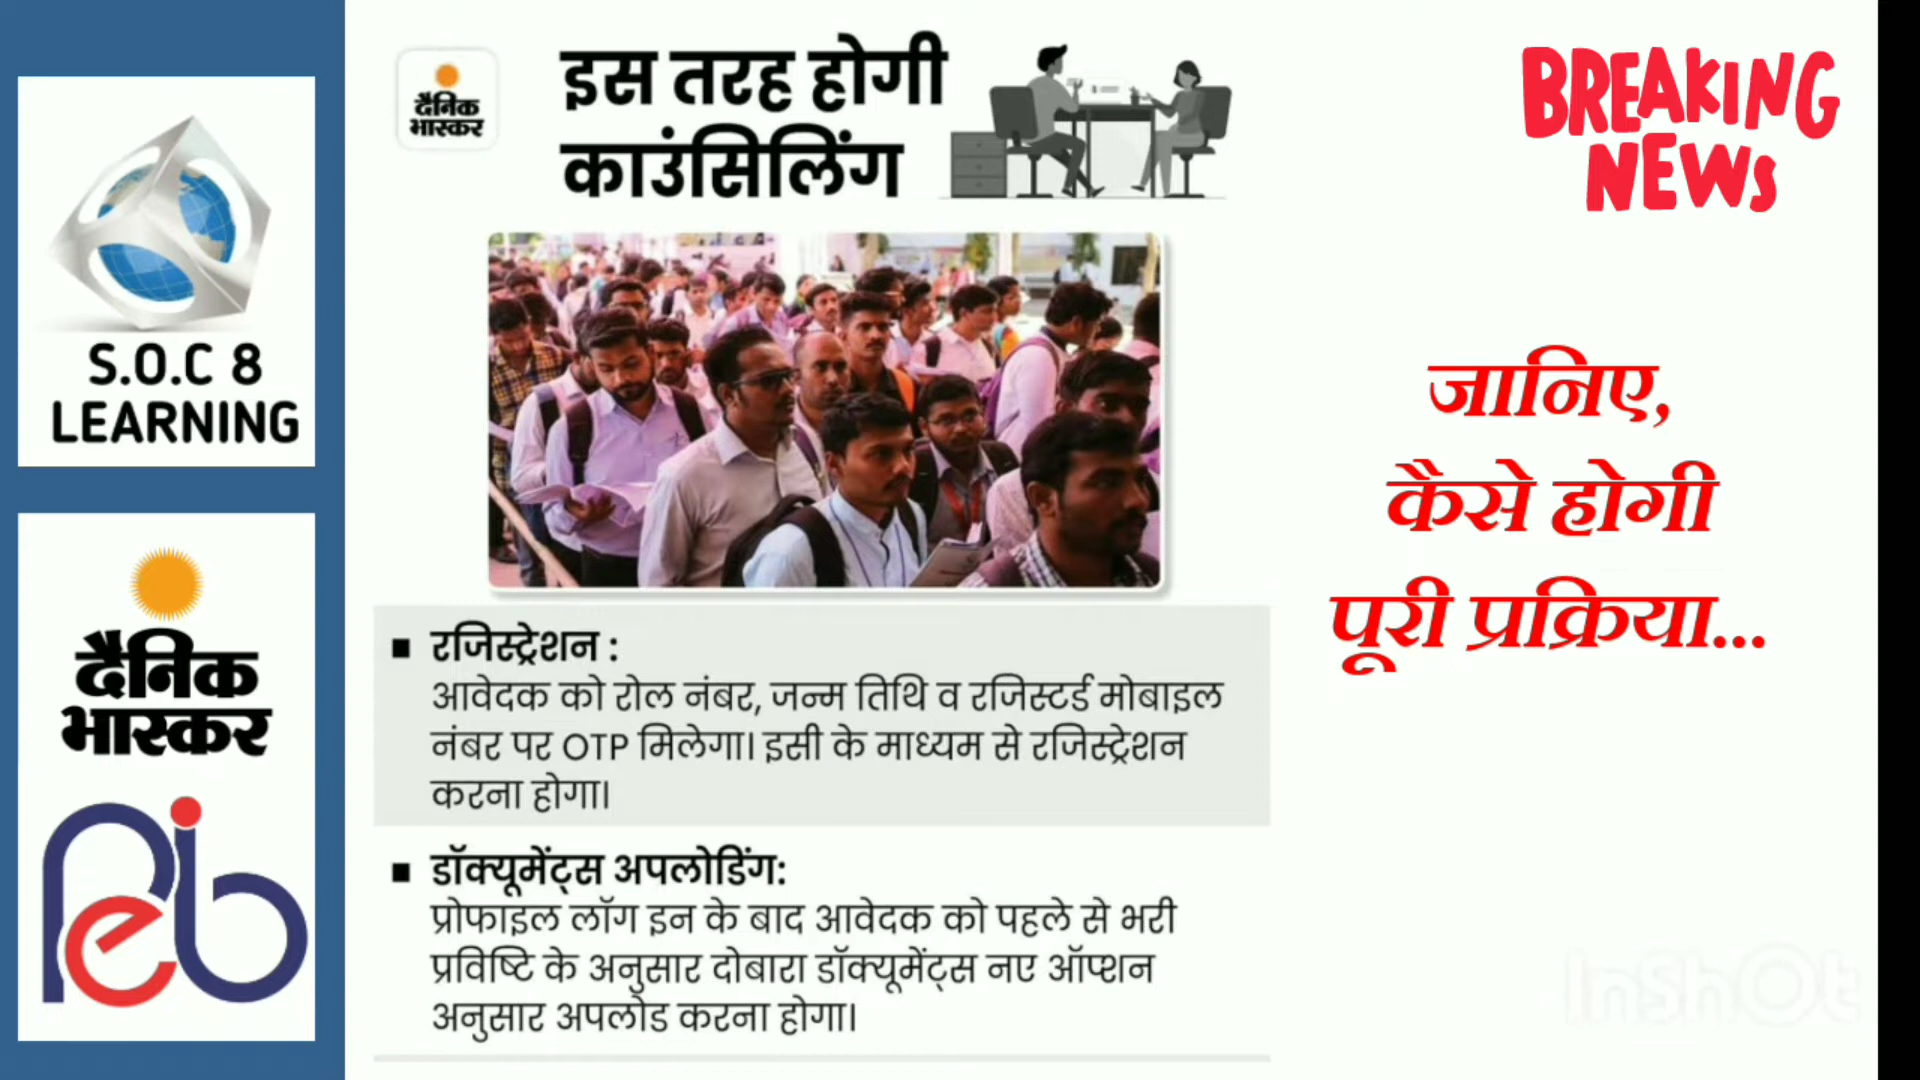 S.O.C 8
LEARNING
दैनिक
भास्कर
Peb
दैनिक
भास्कर
इस तरह होगी
काउंसिलिंग
■ रजिस्ट्रेशन :
आवेदक को रोल नंबर, जन्म तिथि व रजिस्टर्ड मोबाइल
नंबर पर OTP मिलेगा। इसी के माध्यम से रजिस्ट्रेशन
करना होगा।
■ डॉक्यूमेंट्स अपलोडिंग:
प्रोफाइल लॉग इन के बाद आवेदक को पहले से भरी
प्रविष्टि के अनुसार दोबारा डॉक्यूमेंट्स नए ऑप्शन
अनुसार अपलोड करना होगा।
BREAKING
NEWS
जानिए,
कैसे होगी
पूरी प्रक्रिया...
InShOt